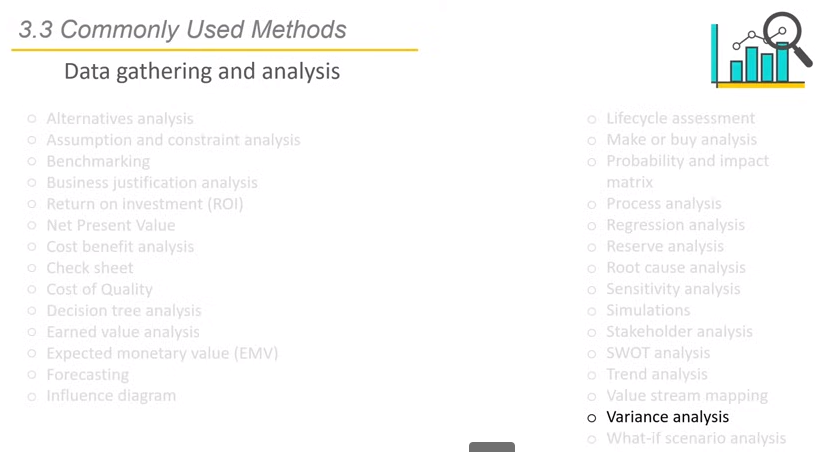 3.3 Commonly Used Methods
Data gathering and analysis
○ Alternatives analysis
○ Assumption and constraint analysis
○ Benchmarking
○ Business justification analysis
○ Return on investment (ROI)
○ Net Present Value
○ Cost benefit analysis
○ Check sheet
○ Cost of Quality
○ Decision tree analysis
○ Earned value analysis
○ Expected monetary value (EMV)
○ Forecasting
○ Influence diagram
○ Lifecycle assessment
○ Make or buy analysis
○ Probability and impact
matrix
○ Process analysis
○ Regression analysis
○ Reserve analysis
○ Root cause analysis
○ Sensitivity analysis
○ Simulations
○ Stakeholder analysis
○ SWOT analysis
○ Trend analysis
○ Value stream mapping
○ Variance analysis
○ What-if scenario analysis